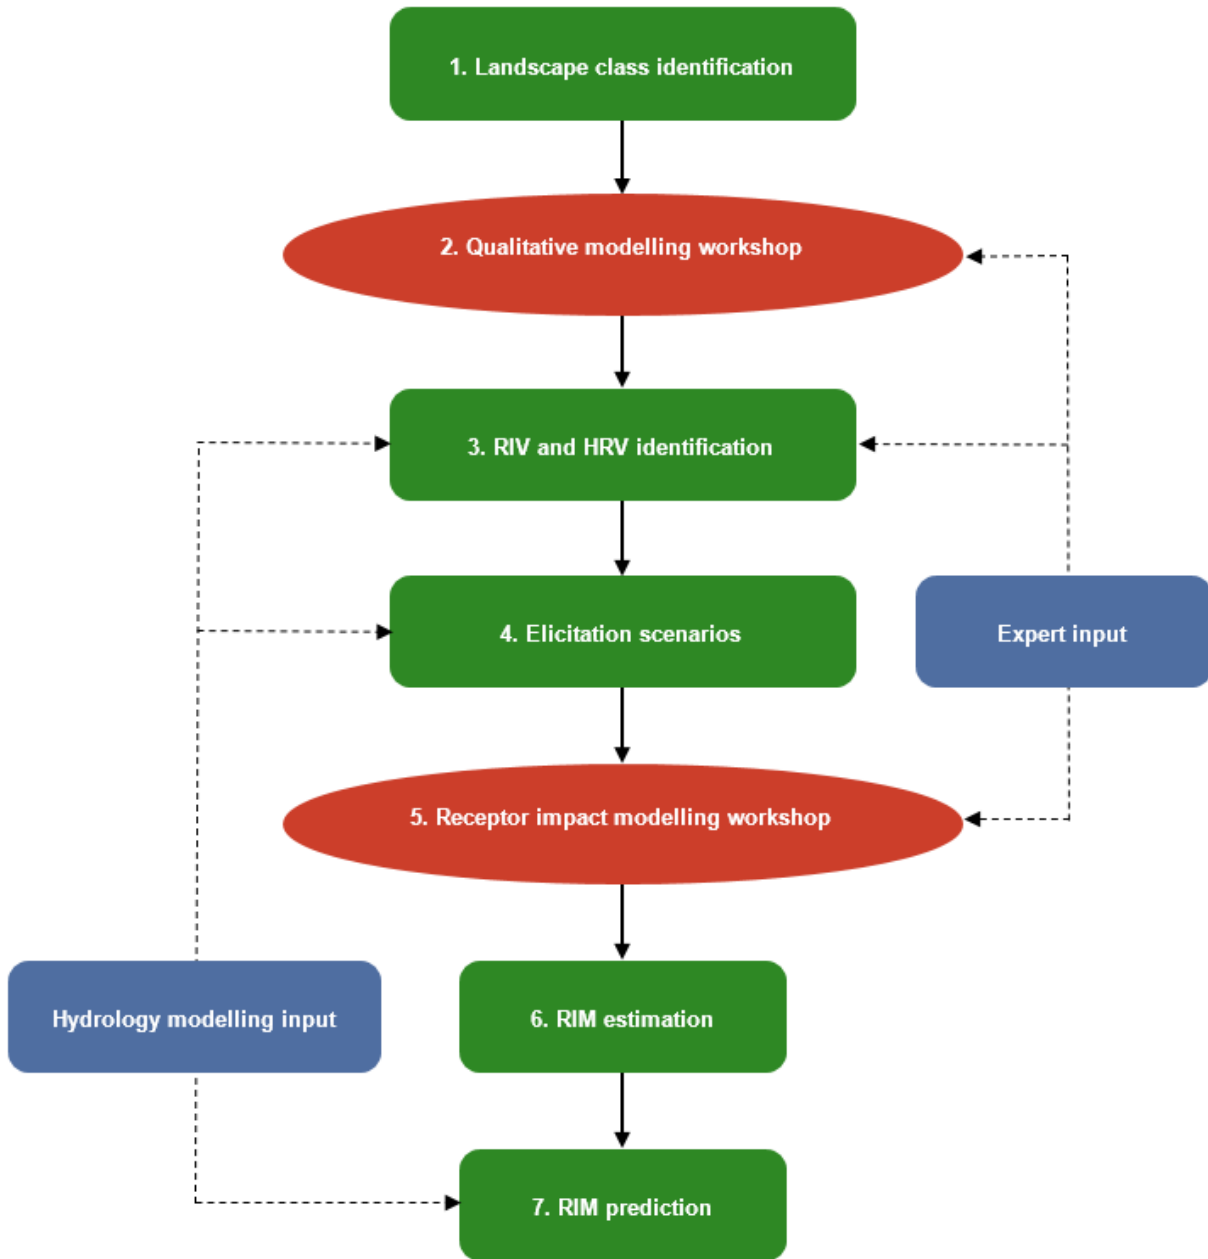 1. Landscape class identification
2. Qualitative modelling workshop
3. RIV and HRV identification
4. Elicitation scenarios
Expert input
5. Receptor impact modelling workshop
Hydrology modelling input
6. RIM estimation
7. RIM prediction